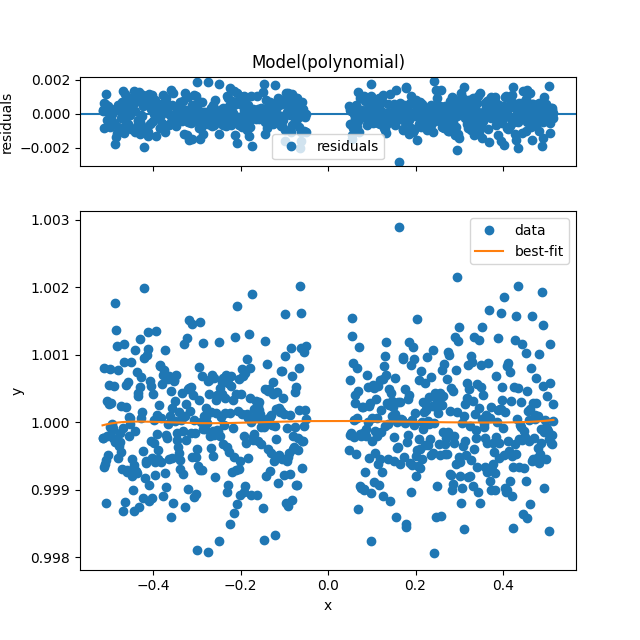 Model(polynomial)
0.002
0.000
−0.002
residuals
residuals
1.003
1.002
1.001
1.000
0.999
0.998
y
data
best-fit
−0.4
−0.2
0.0
0.2
0.4
x